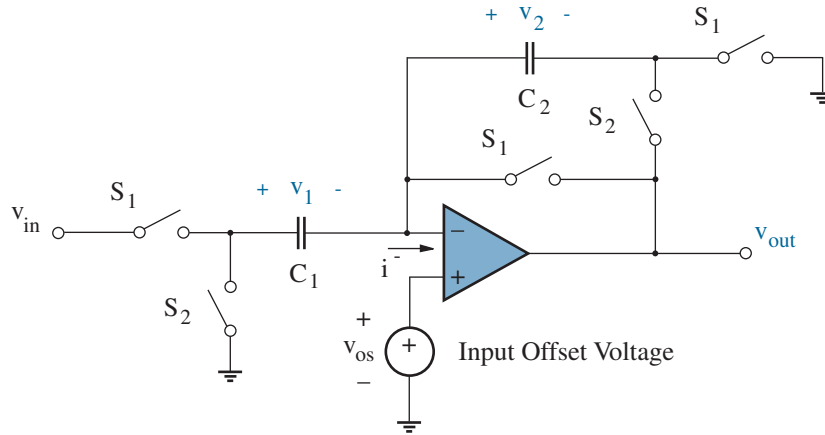 + v2 -
S1
C2
S2
S1
+ v1 -
vin
S1
C1
i-
−
+
vout
S2
+
vos
−
+
Input Offset Voltage